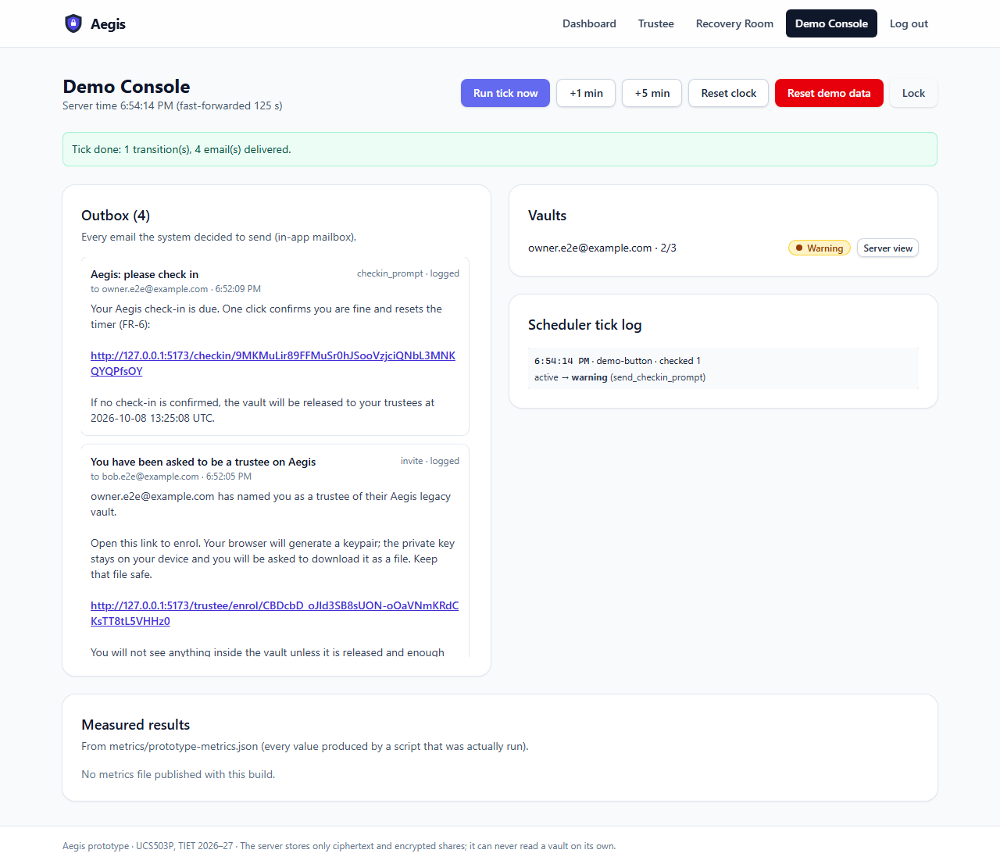 Aegis
Dashboard
Trustee
Recovery Room
Demo Console
Log out
Demo Console
Server time 6:54:14 PM (fast-forwarded 125 s)
Run tick now
+1 min
+5 min
Reset clock
Reset demo data
Lock
Tick done: 1 transition(s), 4 email(s) delivered.
Outbox (4)
Every email the system decided to send (in-app mailbox).
Aegis: please check in
checkin_prompt · logged
to owner.e2e@example.com · 6:52:09 PM
Your Aegis check-in is due. One click confirms you are fine and resets the
timer (FR-6):
http://127.0.0.1:5173/checkin/9MKMuLir89FFMuSr0hJSooVzjciQNbL3MNK
QYQPfsOY
If no check-in is confirmed, the vault will be released to your trustees at
2026-10-08 13:25:08 UTC.
You have been asked to be a trustee on Aegis
invite · logged
to bob.e2e@example.com · 6:52:05 PM
owner.e2e@example.com has named you as a trustee of their Aegis legacy
vault.
Open this link to enrol. Your browser will generate a keypair; the private key
stays on your device and you will be asked to download it as a file. Keep
that file safe.
http://127.0.0.1:5173/trustee/enrol/CBDcbD_oJld3SB8sUON-oOaVNmKRdC
KsTT8tL5VHHz0
You will not see anything inside the vault unless it is released and enough
Vaults
owner.e2e@example.com · 2/3
Warning
Server view
Scheduler tick log
6:54:14 PM · demo-button · checked 1
active → warning (send_checkin_prompt)
Measured results
From metrics/prototype-metrics.json (every value produced by a script that was actually run).
No metrics file published with this build.
Aegis prototype · UCS503P, TIET 2026–27 · The server stores only ciphertext and encrypted shares; it can never read a vault on its own.